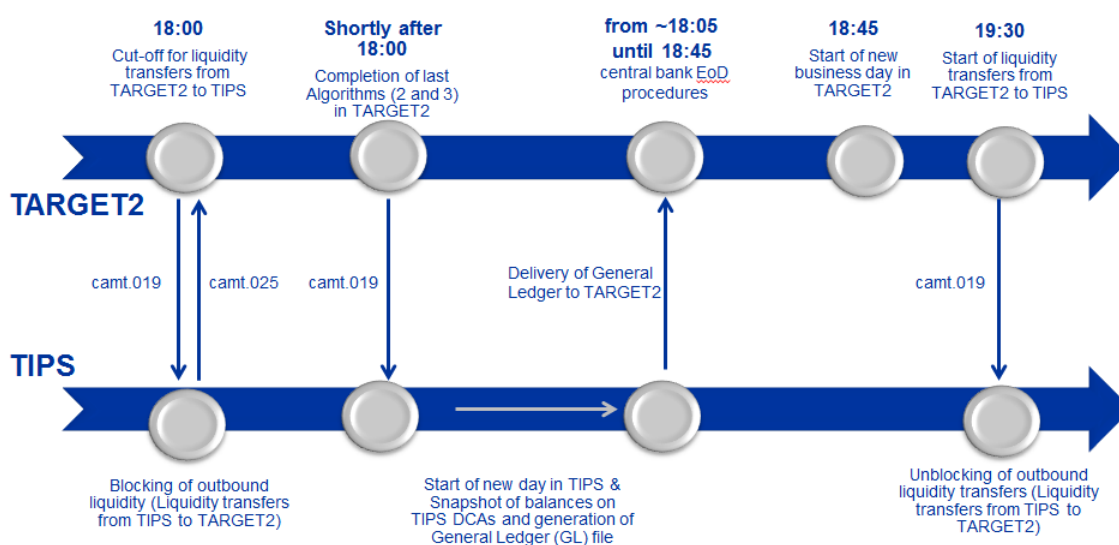 18:00
Cut-off for liquidity
transfers from
TARGET2 to TIPS
Shortly after
18:00
Completion of last
Algorithms (2 and 3)
in TARGET2
from ~18:05
until 18:45
central bank EoD
procedures
18:45
Start of new
business day in
TARGET2
19:30
Start of liquidity
transfers from
TARGET2 to TIPS
TARGET2
camt.019
camt.025
camt.019
Delivery of General
Ledger to TARGET2
camt.019
TIPS
Blocking of outbound
liquidity (Liquidity transfers
from TIPS to TARGET2)
Start of new day in TIPS &
Snapshot of balances on
TIPS DCAs and generation of
General Ledger (GL) file
Unblocking of outbound
liquidity transfers (Liquidity
transfers from TIPS to
TARGET2)